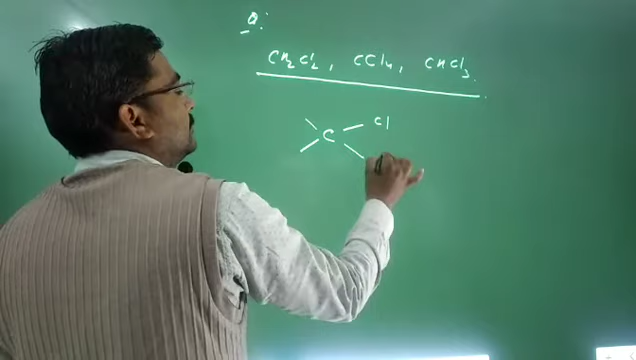 Q:
CH₂Cl₂, CCl₄, CHCl₃.
C Cl